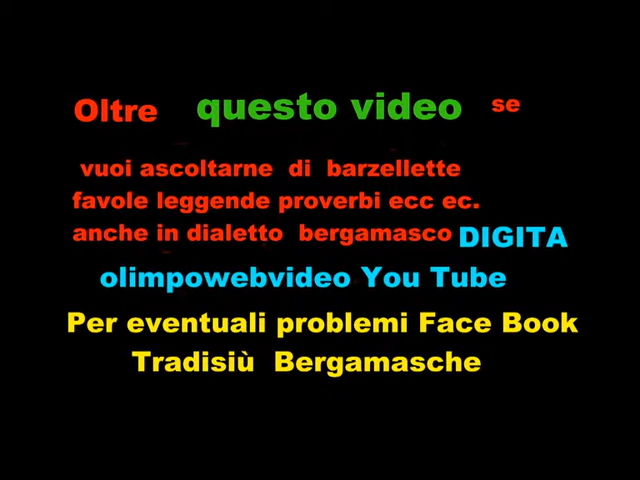 Oltre questo video se
vuoi ascoltarne di barzellette
favole leggende proverbi ecc ec.
anche in dialetto bergamasco DIGITA
olimpowebvideo You Tube
Per eventuali problemi Face Book
Tradisiù Bergamasche